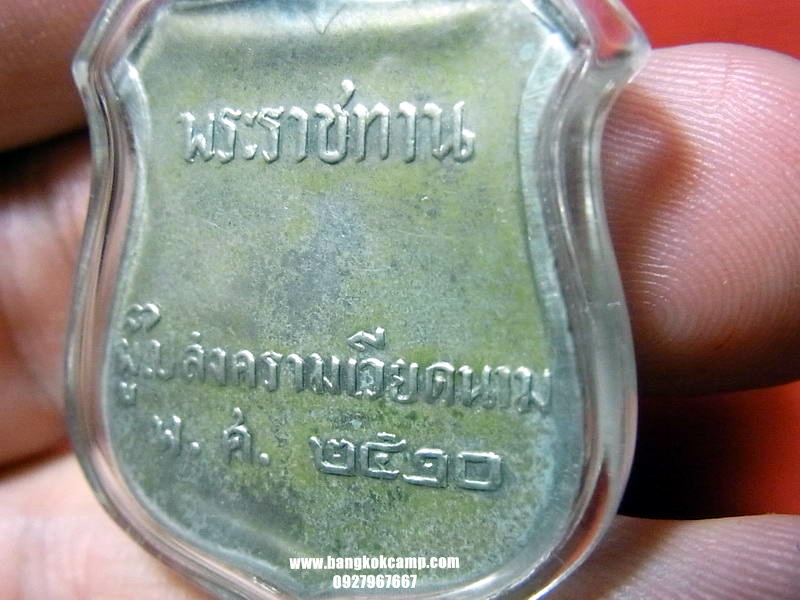 พระราชทาน
ผู้ไปสงครามเวียดนาม
พ. ศ. ๒๕๑๐
www.bangkokcamp.com
0927967667